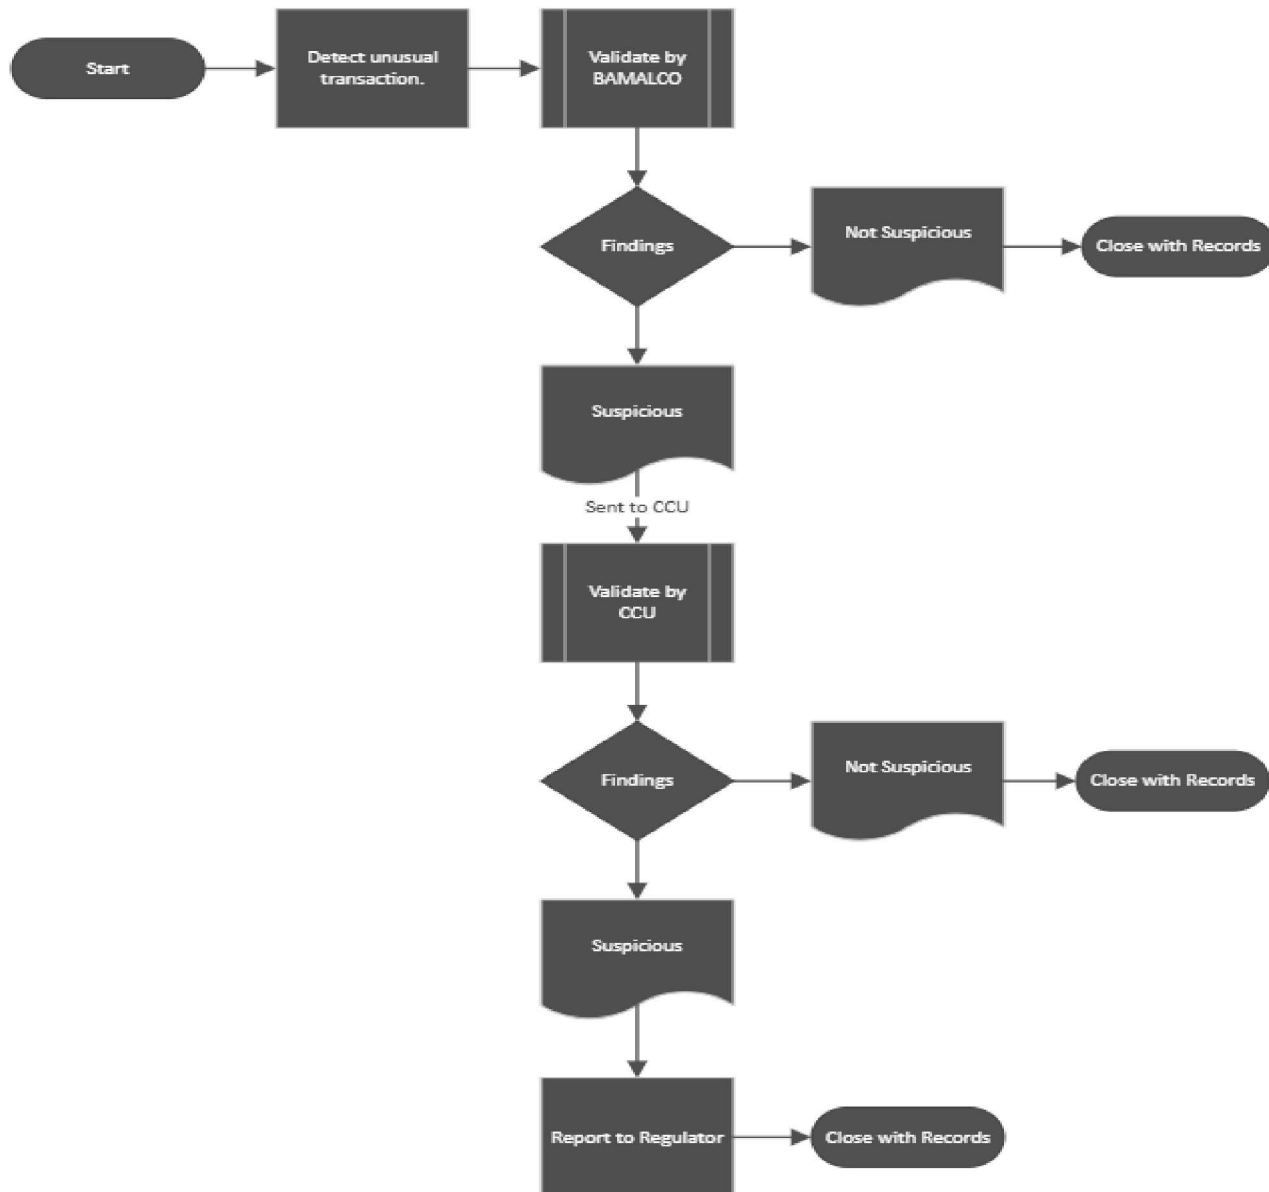 Start
Detect unusual
transaction.
Validate by
BAMALCO
Findings
Not Suspicious
Close with Records
Suspicious
Sent to CCU
Validate by
CCU
Findings
Not Suspicious
Close with Records
Suspicious
Report to Regulator
Close with Records